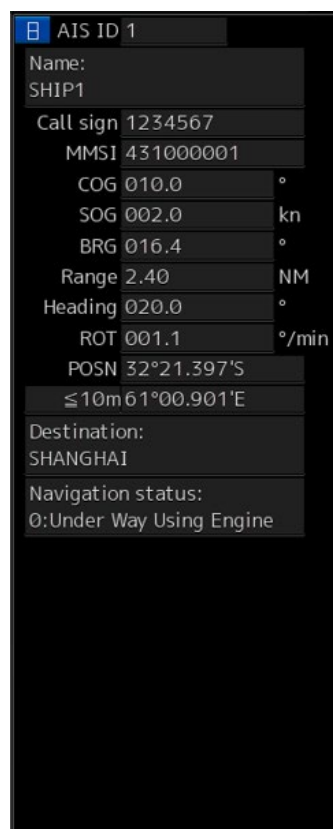 AIS ID 1
Name:
SHIP1
Call sign 1234567
MMSI 431000001
COG 010.0 °
SOG 002.0 kn
BRG 016.4 °
Range 2.40 NM
Heading 020.0 °
ROT 001.1 °/min
POSN 32°21.397'S
≦10m 61°00.901'E
Destination:
SHANGHAI
Navigation status:
0:Under Way Using Engine